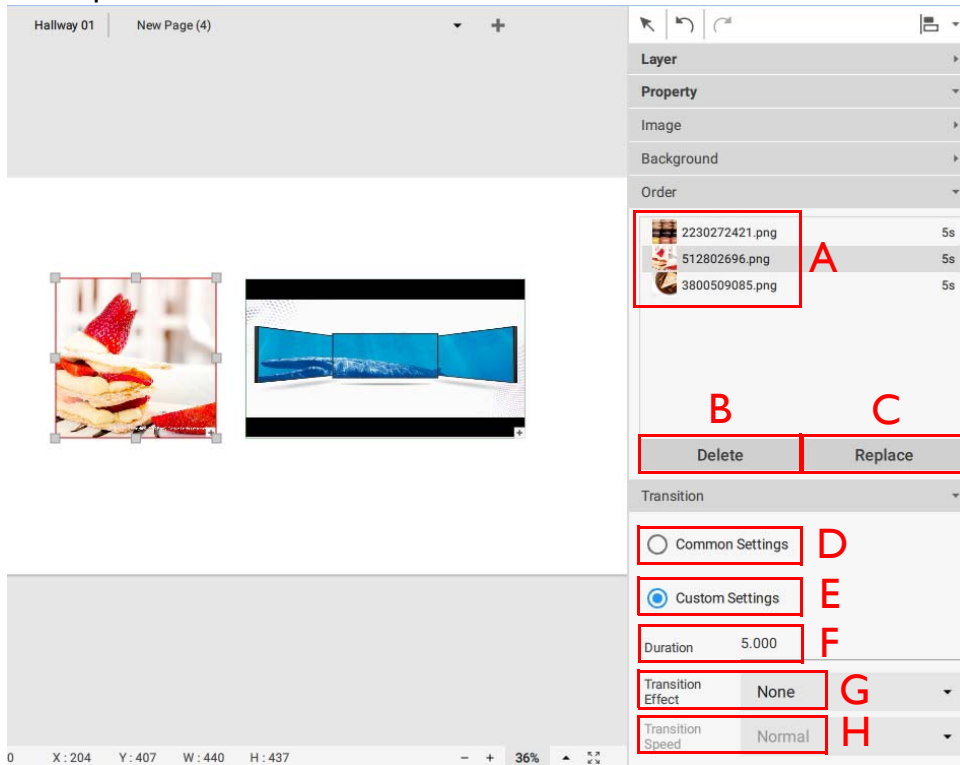 Hallway 01 New Page (4) +
Layer
Property
Image
Background
Order
2230272421.png 5s
512802696.png 5s
3800509085.png 5s
A
B C
Delete Replace
Transition
Common Settings D
Custom Settings E
Duration 5.000 F
Transition Effect None G
Transition Speed Normal H
0 X : 204 Y : 407 W : 440 H : 437 - + 36%